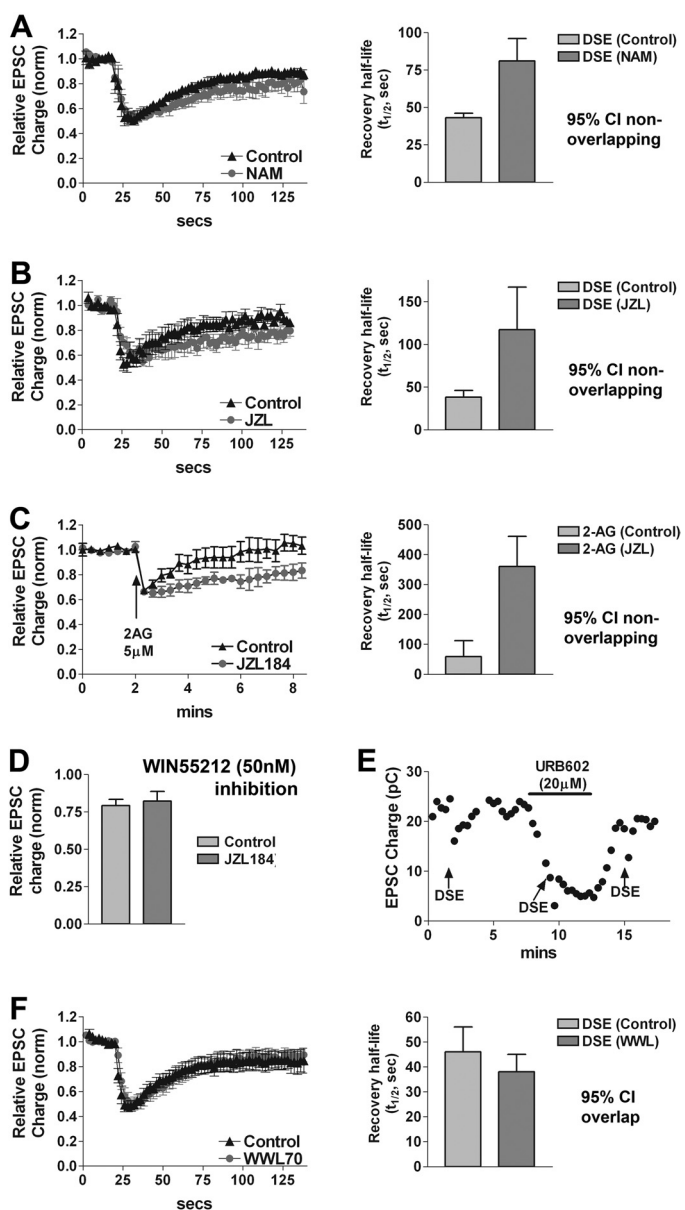 A
Relative EPSC
Charge (norm)
1.2
1.0
0.8
0.6
0.4
0.2
0.0
0 25 50 75 100 125
secs
Control
NAM
Recovery half-life
(t1/2, sec)
100
75
50
25
0
DSE (Control)
DSE (NAM)
95% CI non-
overlapping
B
Relative EPSC
Charge (norm)
1.2
1.0
0.8
0.6
0.4
0.2
0.0
0 25 50 75 100 125
secs
Control
JZL
Recovery half-life
(t1/2, sec)
150
100
50
0
DSE (Control)
DSE (JZL)
95% CI non-
overlapping
C
Relative EPSC
Charge (norm)
1.2
1.0
0.8
0.6
0.4
0.2
0.0
2AG
5μM
0 2 4 6 8
mins
Control
JZL184
Recovery half-life
(t1/2, sec)
500
400
300
200
100
0
2-AG (Control)
2-AG (JZL)
95% CI non-
overlapping
D
WIN55212 (50nM)
inhibition
Relative EPSC
charge (norm)
1.00
0.75
0.50
0.25
0.00
Control
JZL184)
E
URB602
(20μM)
EPSC Charge (pC)
30
20
10
0
DSE
DSE
DSE
0 5 10 15
mins
F
Relative EPSC
Charge (norm)
1.2
1.0
0.8
0.6
0.4
0.2
0.0
0 25 50 75 100 125
secs
Control
WWL70
Recovery half-life
(t1/2, sec)
60
50
40
30
20
10
0
DSE (Control)
DSE (WWL)
95% CI
overlap